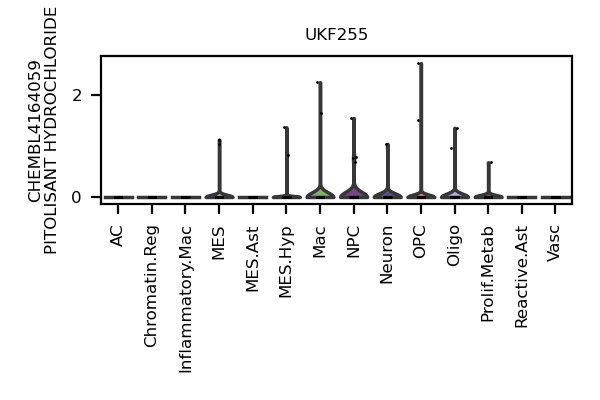 UKF255
CHEMBL4164059
PITOLISANT HYDROCHLORIDE
2
0
AC
Chromatin.Reg
Inflammatory.Mac
MES
MES.Ast
MES.Hyp
Mac
NPC
Neuron
OPC
Oligo
Prolif.Metab
Reactive.Ast
Vasc